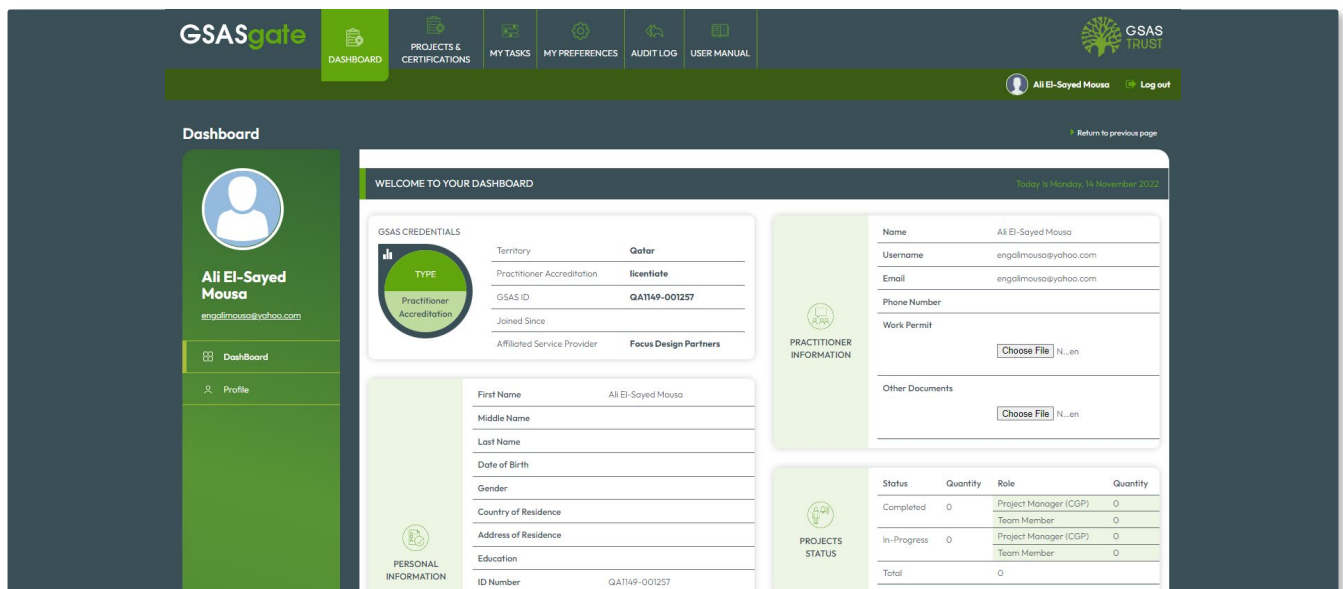 GSASgate
DASHBOARD
PROJECTS &
CERTIFICATIONS
MY TASKS
MY PREFERENCES
AUDIT LOG
USER MANUAL
GSAS
TRUST
Ali El-Sayed Mousa
Log out
Dashboard
Return to previous page
Ali El-Sayed
Mousa
engalimousa@yahoo.com
DashBoard
Profile
WELCOME TO YOUR DASHBOARD
Today is Monday, 14 November 2022
GSAS CREDENTIALS
TYPE
Practitioner
Accreditation
Territory Qatar
Practitioner Accreditation licentiate
GSAS ID QA1149-001257
Joined Since
Affiliated Service Provider Focus Design Partners
PERSONAL
INFORMATION
First Name Ali El-Sayed Mousa
Middle Name
Last Name
Date of Birth
Gender
Country of Residence
Address of Residence
Education
ID Number QA1149-001257
PRACTITIONER
INFORMATION
Name Ali El-Sayed Mousa
Username engalimousa@yahoo.com
Email engalimousa@yahoo.com
Phone Number
Work Permit
Choose File N...en
Other Documents
Choose File N...en
PROJECTS
STATUS
Status Quantity Role Quantity
Completed 0 Project Manager (CGP) 0
Team Member 0
In-Progress 0 Project Manager (CGP) 0
Team Member 0
Total 0